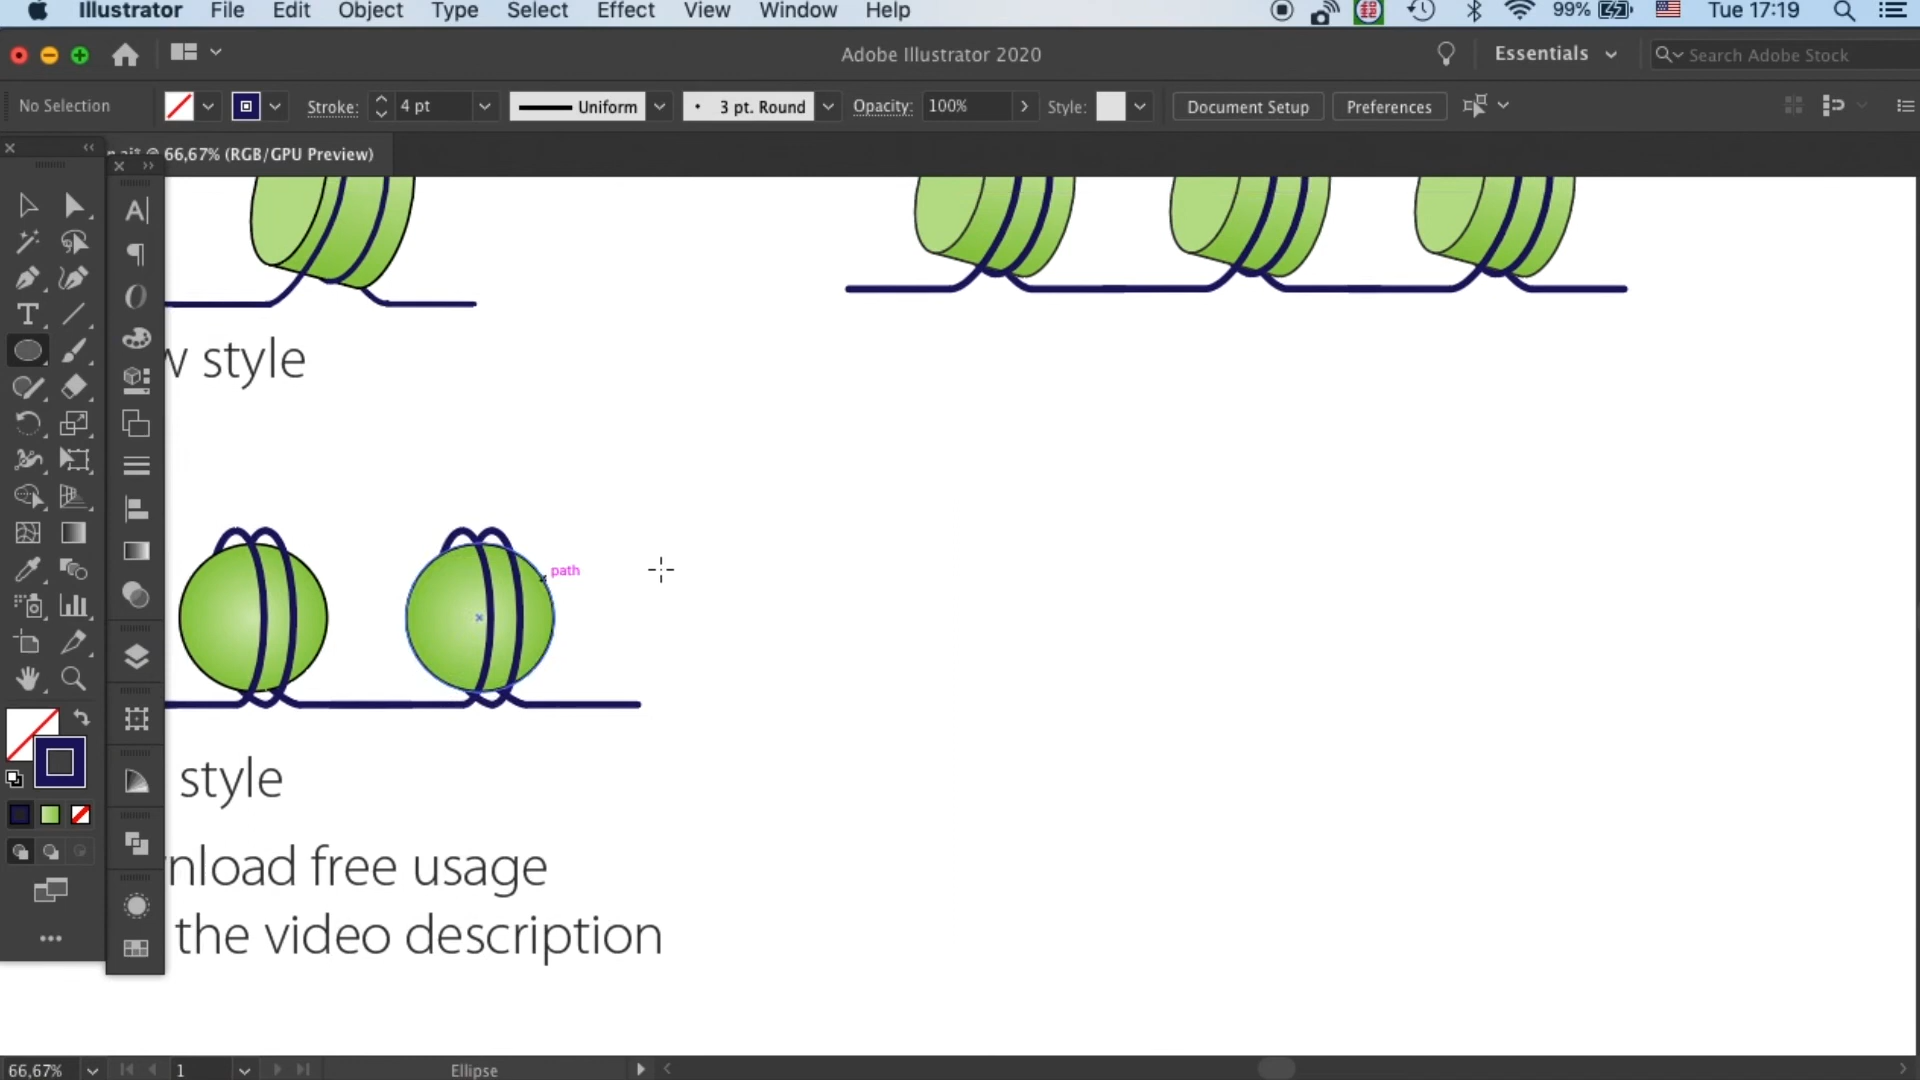 Illustrator File Edit Object Type Select Effect View Window Help 99% Tue 17:19
Adobe Illustrator 2020 Essentials Search Adobe Stock
No Selection Stroke: 4 pt Uniform 3 pt. Round Opacity: 100% Style: Document Setup Preferences
@ 66,67% (RGB/GPU Preview)
w style
path
style
nload free usage
the video description
66,67% 1 Ellipse